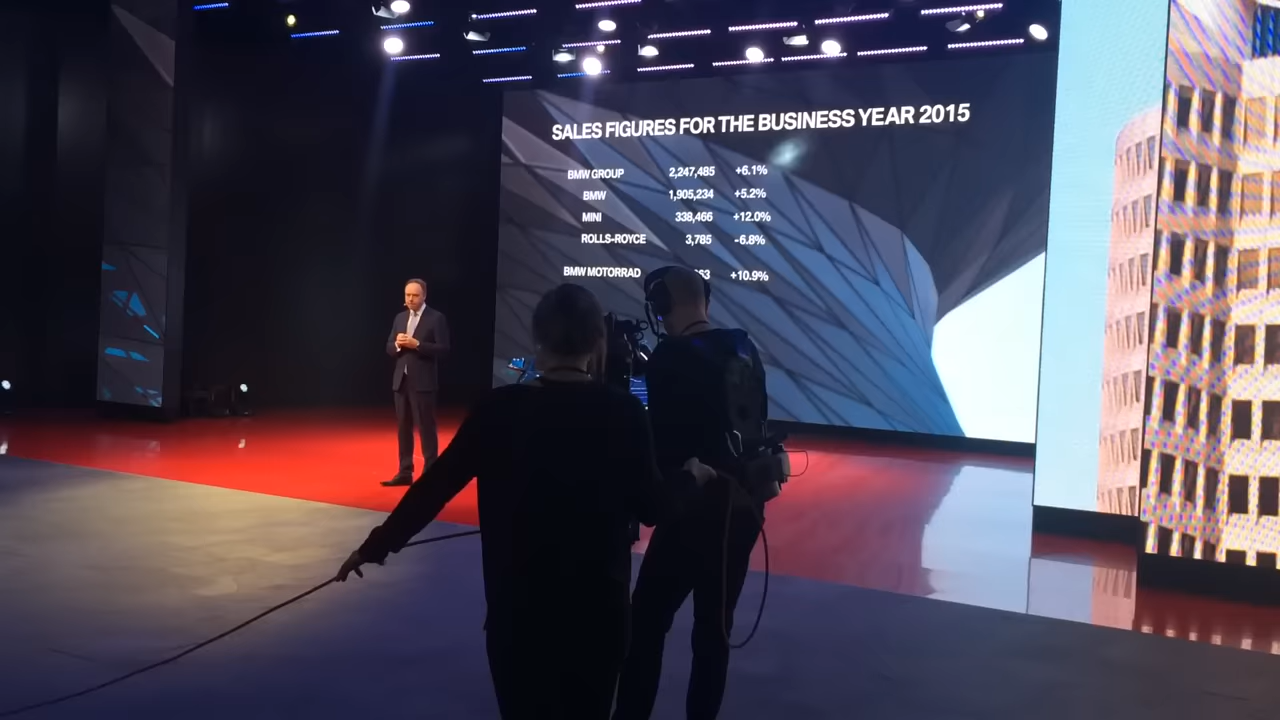 SALES FIGURES FOR THE BUSINESS YEAR 2015
BMW GROUP 2,247,485 +6.1%
BMW 1,905,234 +5.2%
MINI 338,466 +12.0%
ROLLS-ROYCE 3,785 -6.8%
BMW MOTORRAD 63 +10.9%